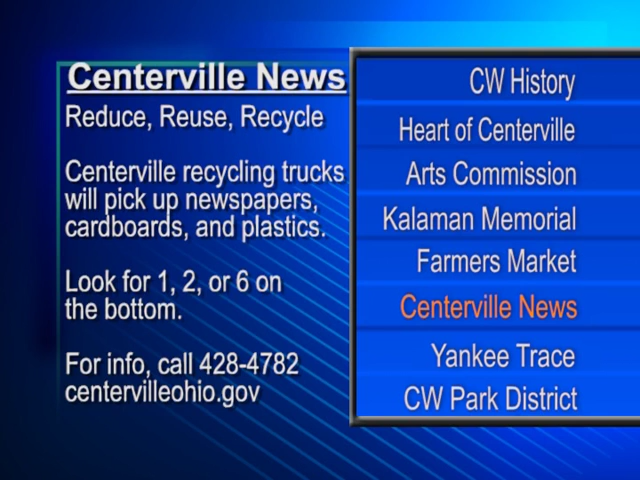 Centerville News
Reduce, Reuse, Recycle
Centerville recycling trucks
will pick up newspapers,
cardboards, and plastics.
Look for 1, 2, or 6 on
the bottom.
For info, call 428-4782
centervilleohio.gov
CW History
Heart of Centerville
Arts Commission
Kalaman Memorial
Farmers Market
Centerville News
Yankee Trace
CW Park District